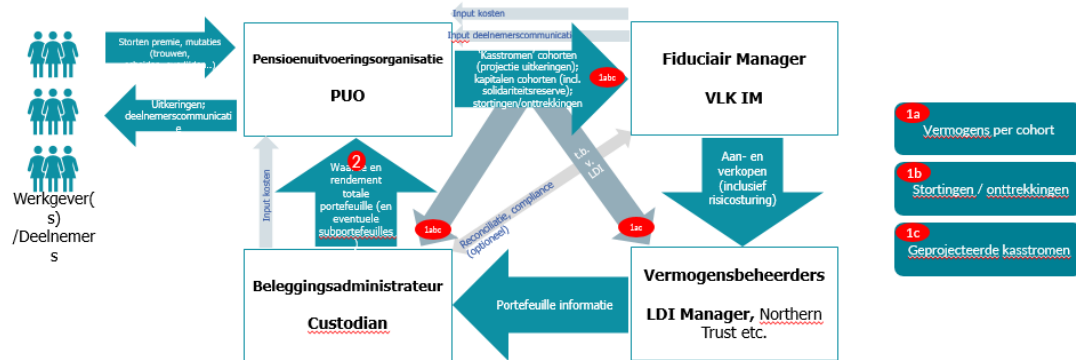 Input kosten
Input deelnemerscommunicatie
Storten premie, mutaties
(trouwen,
Pensioenuitvoeringsorganisatie
PUO
'Kasstromen' cohorten
(projectie uitkeringen);
kapitalen cohorten (incl.
solidariteitsreserve);
stortingen/onttrekkingen
1abc
Fiduciair Manager
VLK IM
Uitkeringen;
deelnemerscommunicati
e
Werkgever(
s)
/Deelnemer
s
Input kosten
2
en
rendement
totale
portefeuille (en
eventuele
subportefeuilles
)
1abc
t.b.
v.
LDI
Reconciliatie, compliance
(optioneel)
1ac
Aan- en
verkopen
(inclusief
risicosturing)
Beleggingsadministrateur
Custodian
Portefeuille informatie
Vermogensbeheerders
LDI Manager, Northern
Trust etc.
1a
Vermogens per cohort
1b
Stortingen / onttrekkingen
1c
Geprojecteerde kasstromen